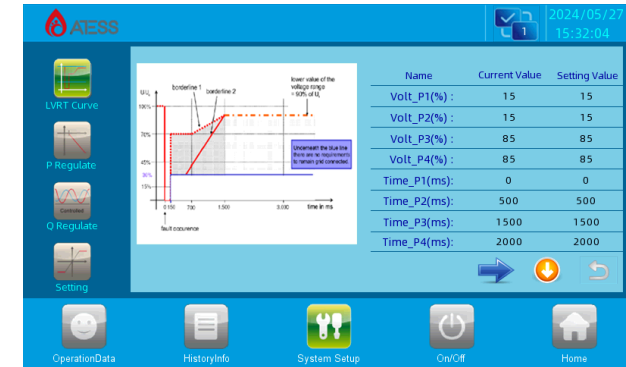 ATESS
1
2024/05/27
15:32:04
LVRT Curve
P Regulate
Controlled
Q Regulate
Setting
U/U₀
borderline 1
borderline 2
lower value of the
voltage range
= 90% of U₀
100%
70%
45%
30%
15%
Underneath the blue line
there are no requirements
to remain grid connected.
0 150 700 1.500 3.000 time in ms
fault occurence
Name Current Value Setting Value
Volt_P1(%) : 15 15
Volt_P2(%) : 15 15
Volt_P3(%) : 85 85
Volt_P4(%) : 85 85
Time_P1(ms): 0 0
Time_P2(ms): 500 500
Time_P3(ms): 1500 1500
Time_P4(ms): 2000 2000
OperationData
HistoryInfo
System Setup
On/Off
Home